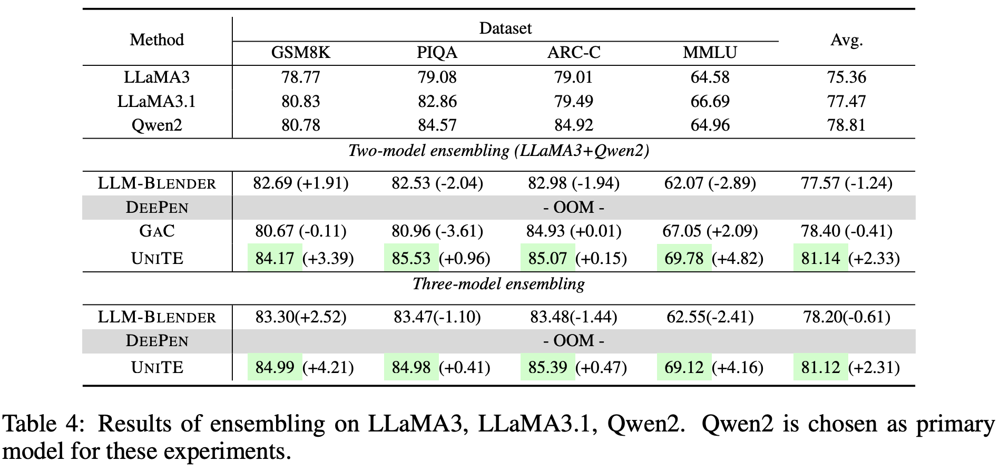 Method Dataset Avg.
GSM8K PIQA ARC-C MMLU
LLaMA3 78.77 79.08 79.01 64.58 75.36
LLaMA3.1 80.83 82.86 79.49 66.69 77.47
Qwen2 80.78 84.57 84.92 64.96 78.81
Two-model ensembling (LLaMA3+Qwen2)
LLM-BLENDER 82.69 (+1.91) 82.53 (-2.04) 82.98 (-1.94) 62.07 (-2.89) 77.57 (-1.24)
DEEPEN - OOM -
GAC 80.67 (-0.11) 80.96 (-3.61) 84.93 (+0.01) 67.05 (+2.09) 78.40 (-0.41)
UNITE 84.17 (+3.39) 85.53 (+0.96) 85.07 (+0.15) 69.78 (+4.82) 81.14 (+2.33)
Three-model ensembling
LLM-BLENDER 83.30(+2.52) 83.47(-1.10) 83.48(-1.44) 62.55(-2.41) 78.20(-0.61)
DEEPEN - OOM -
UNITE 84.99 (+4.21) 84.98 (+0.41) 85.39 (+0.47) 69.12 (+4.16) 81.12 (+2.31)
Table 4: Results of ensembling on LLaMA3, LLaMA3.1, Qwen2. Qwen2 is chosen as primary
model for these experiments.